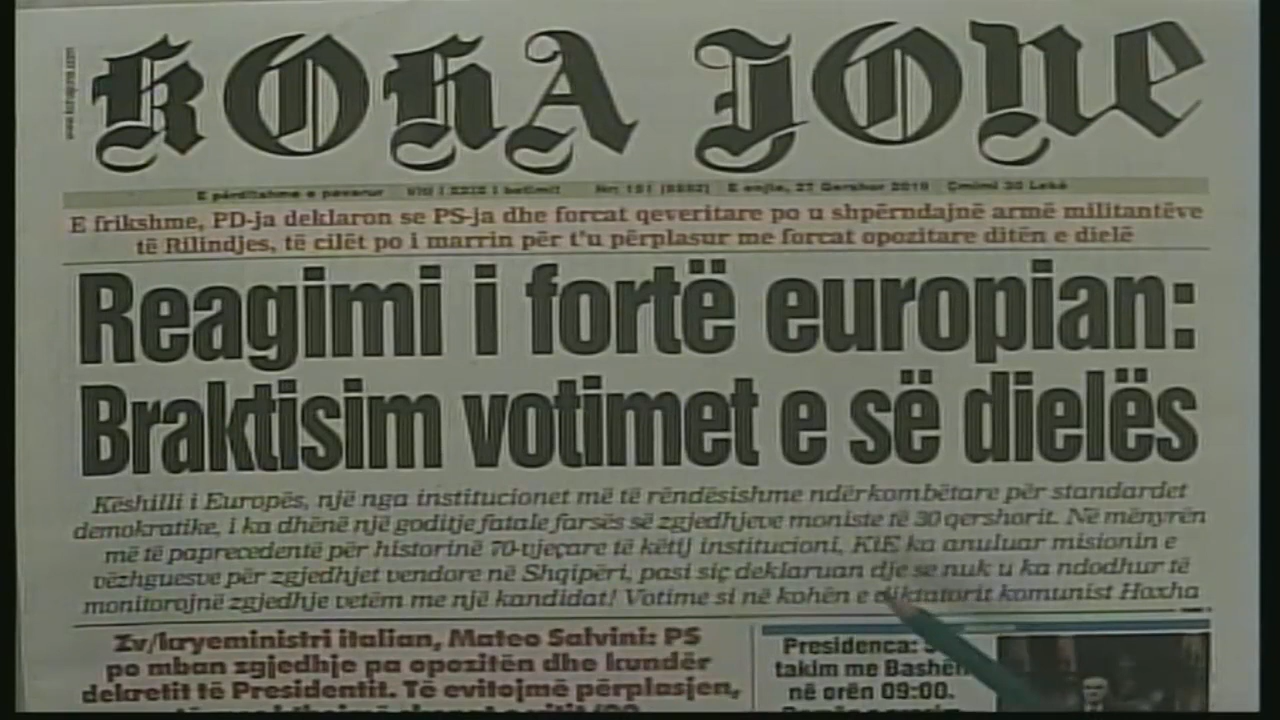 KOHA JONE
www.kohajone.com
E përditshme e pavarur Viti i XXIX i botimit Nr: 151 E enjte, 27 Qershor 2019 Çmimi 30 Lekë
E frikshme, PD-ja deklaron se PS-ja dhe forcat qeveritare po u shpërndajnë armë militantëve
të Rilindjes, të cilët po i marrin për t'u përplasur me forcat opozitare ditën e dielë
Reagimi i fortë europian:
Braktisim votimet e së dielës
Këshilli i Europës, një nga institucionet më të rëndësishme ndërkombëtare për standardet
demokratike, i ka dhënë një goditje fatale farsës së zgjedhjeve moniste të 30 qershorit. Në mënyrën
më të paprecedentë për historinë 70-vjeçare të këtij institucioni, KiE ka anuluar misionin e
vëzhguesve për zgjedhjet vendore në Shqipëri, pasi siç deklaruan dje se nuk u ka ndodhur të
monitorojnë zgjedhje vetëm me një kandidat! Votime si në kohën e diktatorit komunist Hoxha
Zv/kryeministri italian, Mateo Salvini: PS
po mban zgjedhje pa opozitën dhe kundër
dekretit të Presidentit. Të evitojmë përplasjen,
Presidenca:
takim me Bashën
në orën 09:00.